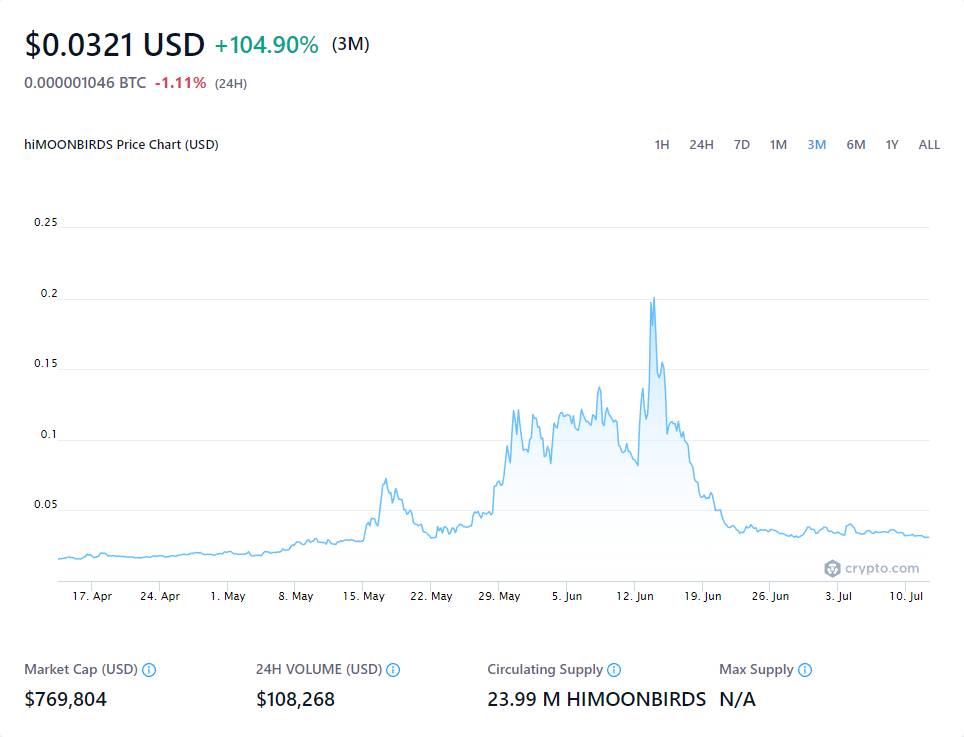 $0.0321 USD +104.90% (3M)
0.000001046 BTC -1.11% (24H)
hiMOONBIRDS Price Chart (USD) 1H 24H 7D 1M 3M 6M 1Y ALL
0.25
0.2
0.15
0.1
0.05
crypto.com
17. Apr 24. Apr 1. May 8. May 15. May 22. May 29. May 5. Jun 12. Jun 19. Jun 26. Jun 3. Jul 10. Jul
Market Cap (USD) 24H VOLUME (USD) Circulating Supply Max Supply
$769,804 $108,268 23.99 M HIMOONBIRDS N/A